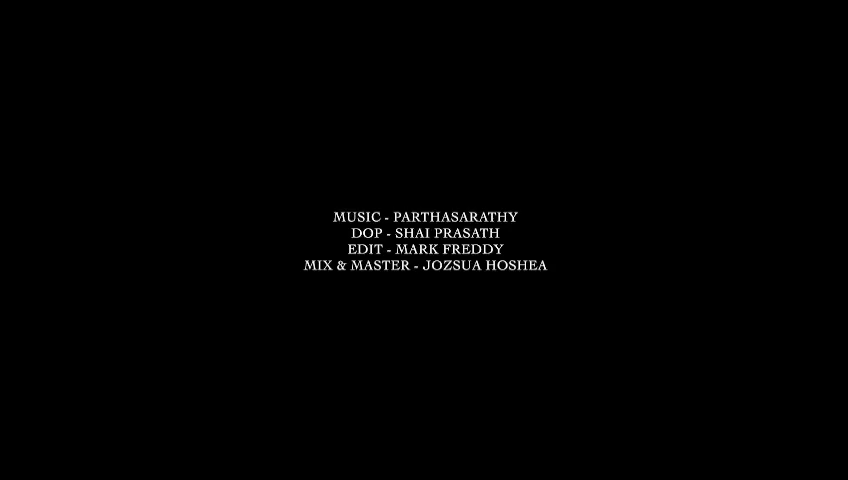 MUSIC - PARTHASARATHY
DOP - SHAI PRASATH
EDIT - MARK FREDDY
MIX & MASTER - JOZSUA HOSHEA